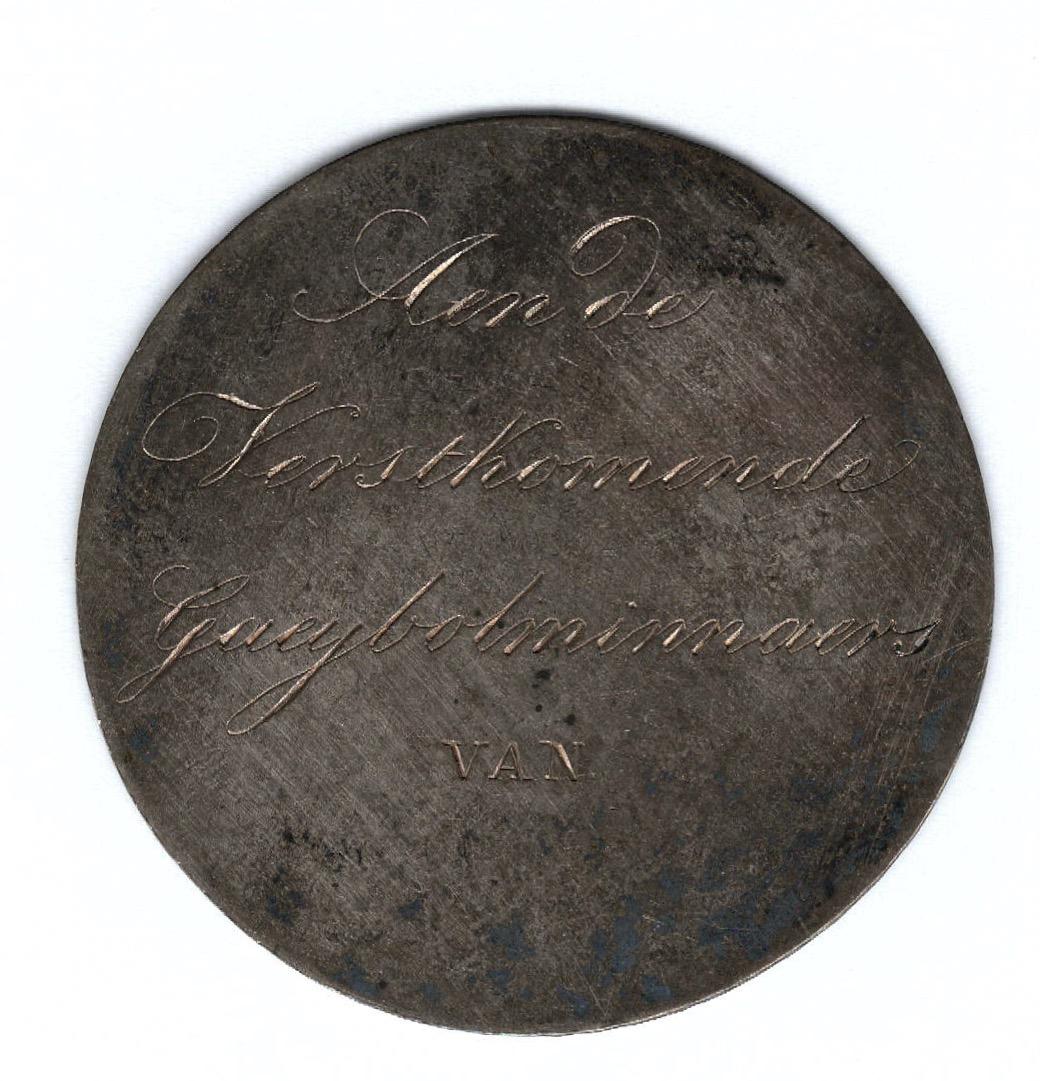 Aen De
Verstkomende
Gaeybolminnaers
VAN